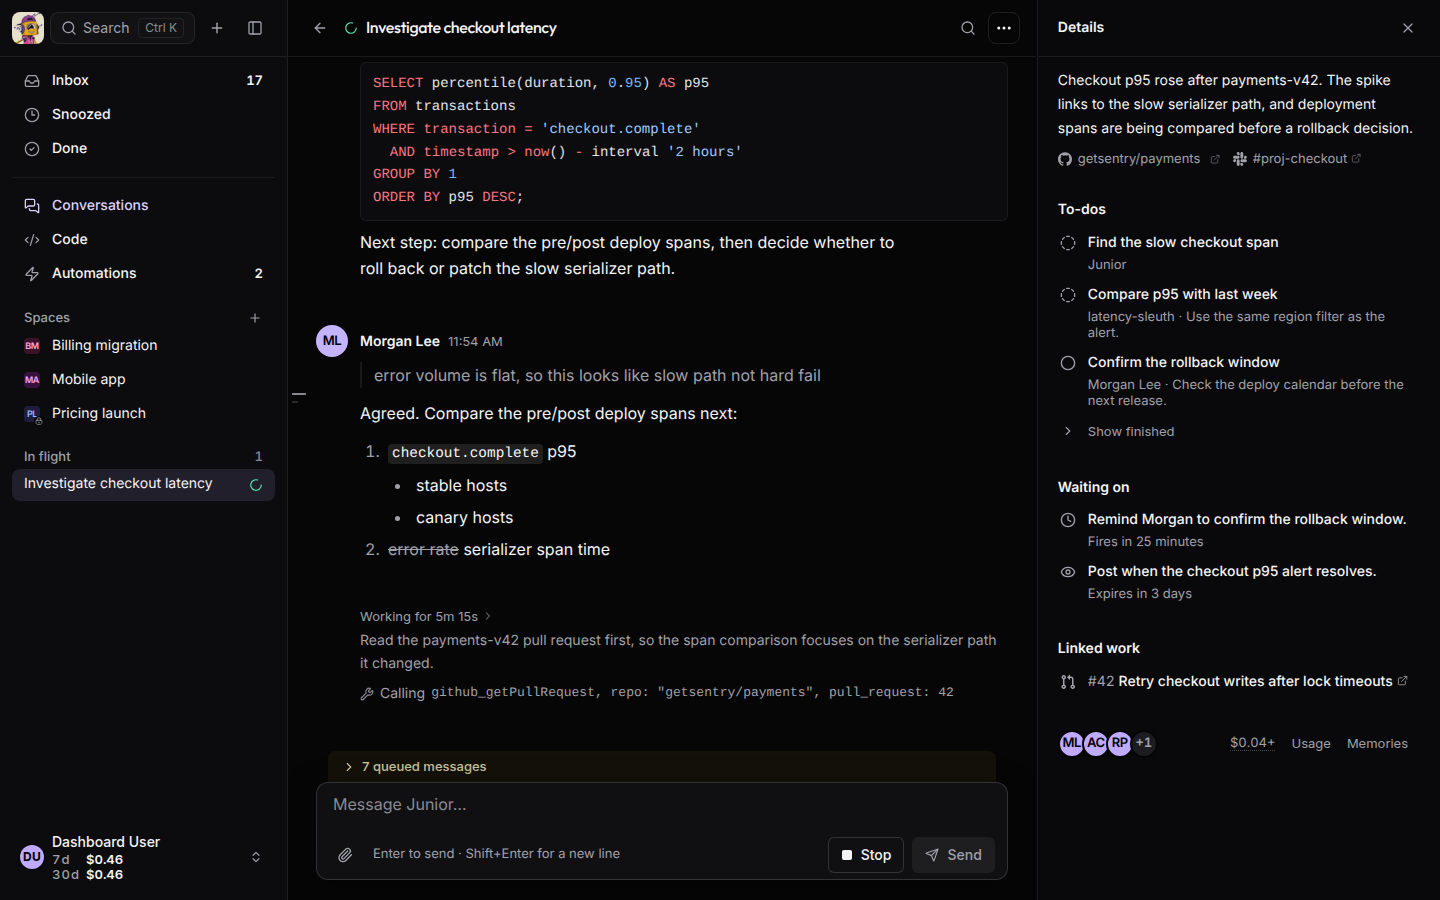 Search
Ctrl K
Inbox
17
Snoozed
Done
Conversations
Code
Automations
2
Spaces
BM Billing migration
MA Mobile app
PL Pricing launch
In flight
1
Investigate checkout latency
DU
Dashboard User
7d $0.46
30d $0.46
Investigate checkout latency
SELECT percentile(duration, 0.95) AS p95
FROM transactions
WHERE transaction = 'checkout.complete'
AND timestamp > now() - interval '2 hours'
GROUP BY 1
ORDER BY p95 DESC;
Next step: compare the pre/post deploy spans, then decide whether to
roll back or patch the slow serializer path.
ML
Morgan Lee 11:54 AM
error volume is flat, so this looks like slow path not hard fail
Agreed. Compare the pre/post deploy spans next:
1. checkout.complete p95
• stable hosts
• canary hosts
2. error rate serializer span time
Working for 5m 15s
Read the payments-v42 pull request first, so the span comparison focuses on the serializer path
it changed.
Calling github_getPullRequest, repo: "getsentry/payments", pull_request: 42
7 queued messages
Message Junior...
Enter to send · Shift+Enter for a new line
Stop
Send
Details
Checkout p95 rose after payments-v42. The spike
links to the slow serializer path, and deployment
spans are being compared before a rollback decision.
getsentry/payments
#proj-checkout
To-dos
Find the slow checkout span
Junior
Compare p95 with last week
latency-sleuth · Use the same region filter as the
alert.
Confirm the rollback window
Morgan Lee · Check the deploy calendar before the
next release.
Show finished
Waiting on
Remind Morgan to confirm the rollback window.
Fires in 25 minutes
Post when the checkout p95 alert resolves.
Expires in 3 days
Linked work
#42 Retry checkout writes after lock timeouts
ML AC RP +1
$0.04+
Usage
Memories